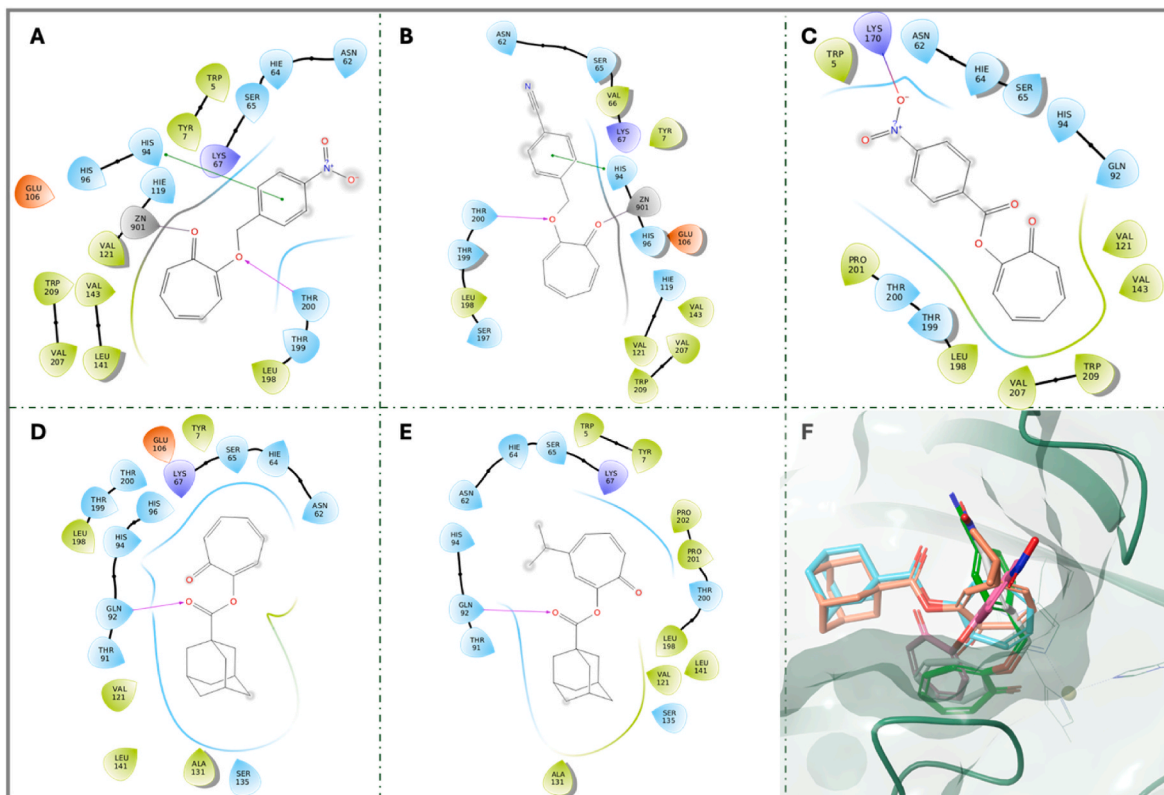 A
ASN
62
HIE
64
SER
65
TRP
5
TYR
7
LYS
67
HIS
94
HIS
96
GLU
106
HIE
119
ZN
901
VAL
121
TRP
209
VAL
143
VAL
207
LEU
141
THR
200
THR
199
LEU
198
O
N+
O-
O
O
B
ASN
62
SER
65
VAL
66
LYS
67
TYR
7
N
HIS
94
ZN
901
HIS
96
GLU
106
THR
200
THR
199
LEU
198
SER
197
HIE
119
VAL
143
VAL
121
VAL
207
TRP
209
O
O
C
LYS
170
TRP
5
ASN
62
HIE
64
SER
65
HIS
94
GLN
92
O-
N+
O
O
O
O
VAL
121
VAL
143
PRO
201
THR
200
THR
199
LEU
198
VAL
207
TRP
209
D
GLU
106
TYR
7
SER
65
HIE
64
LYS
67
ASN
62
THR
200
THR
199
HIS
96
LEU
198
HIS
94
GLN
92
THR
91
VAL
121
LEU
141
ALA
131
SER
135
O
O
O
E
TRP
5
TYR
7
HIE
64
SER
65
LYS
67
ASN
62
HIS
94
GLN
92
THR
91
PRO
202
PRO
201
THR
200
LEU
198
LEU
141
VAL
121
SER
135
ALA
131
O
O
O
F